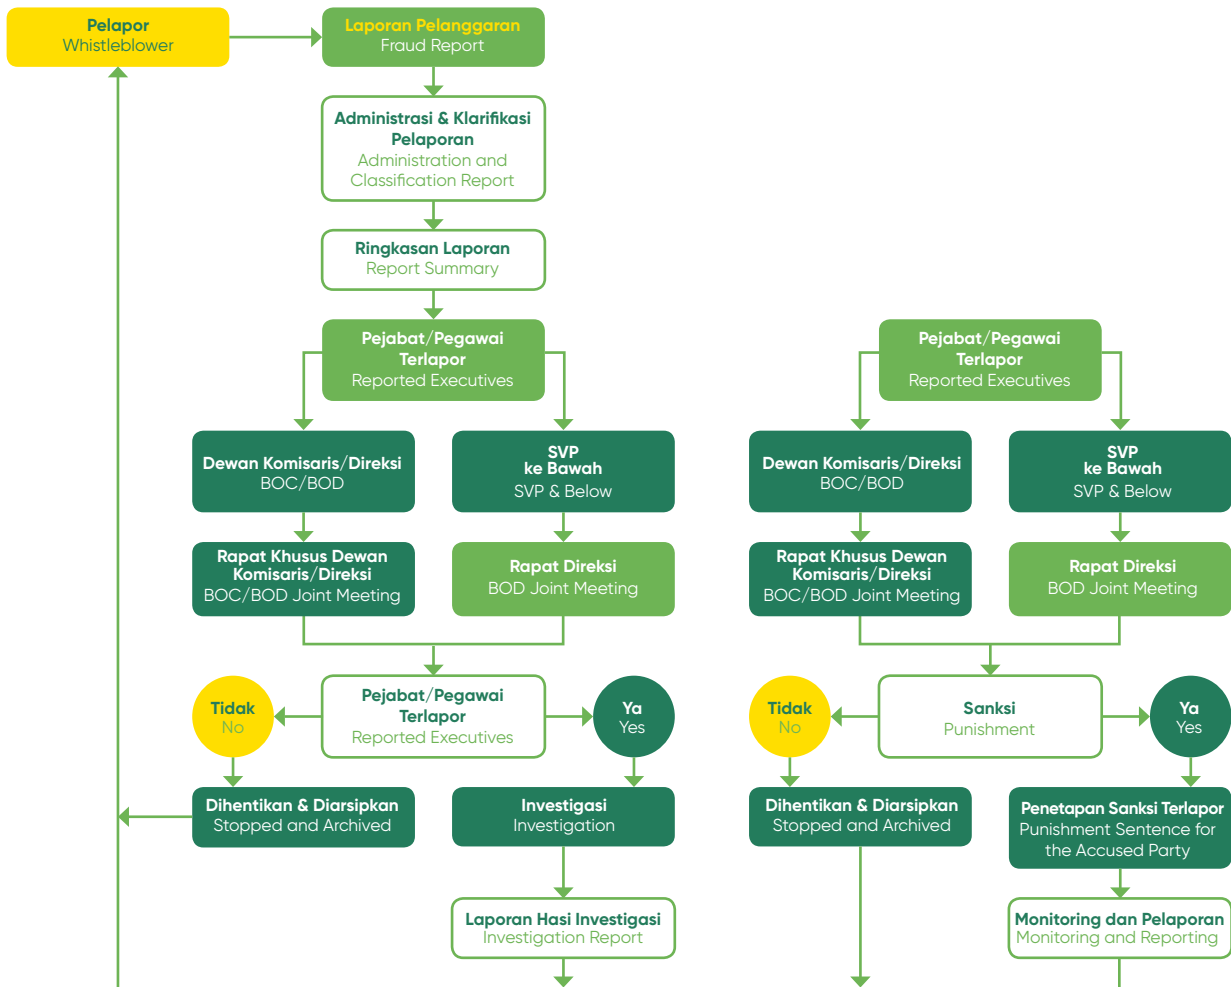 Pelapor
Whistleblower
Laporan Pelanggaran
Fraud Report
Administrasi & Klarifikasi
Pelaporan
Administration and
Classification Report
Ringkasan Laporan
Report Summary
Pejabat/Pegawai
Terlapor
Reported Executives
Dewan Komisaris/Direksi
BOC/BOD
SVP
ke Bawah
SVP & Below
Rapat Khusus Dewan
Komisaris/Direksi
BOC/BOD Joint Meeting
Rapat Direksi
BOD Joint Meeting
Tidak
No
Pejabat/Pegawai
Terlapor
Reported Executives
Ya
Yes
Dihentikan & Diarsipkan
Stopped and Archived
Investigasi
Investigation
Laporan Hasi Investigasi
Investigation Report
Pejabat/Pegawai
Terlapor
Reported Executives
Dewan Komisaris/Direksi
BOC/BOD
SVP
ke Bawah
SVP & Below
Rapat Khusus Dewan
Komisaris/Direksi
BOC/BOD Joint Meeting
Rapat Direksi
BOD Joint Meeting
Tidak
No
Sanksi
Punishment
Ya
Yes
Dihentikan & Diarsipkan
Stopped and Archived
Penetapan Sanksi Terlapor
Punishment Sentence for
the Accused Party
Monitoring dan Pelaporan
Monitoring and Reporting